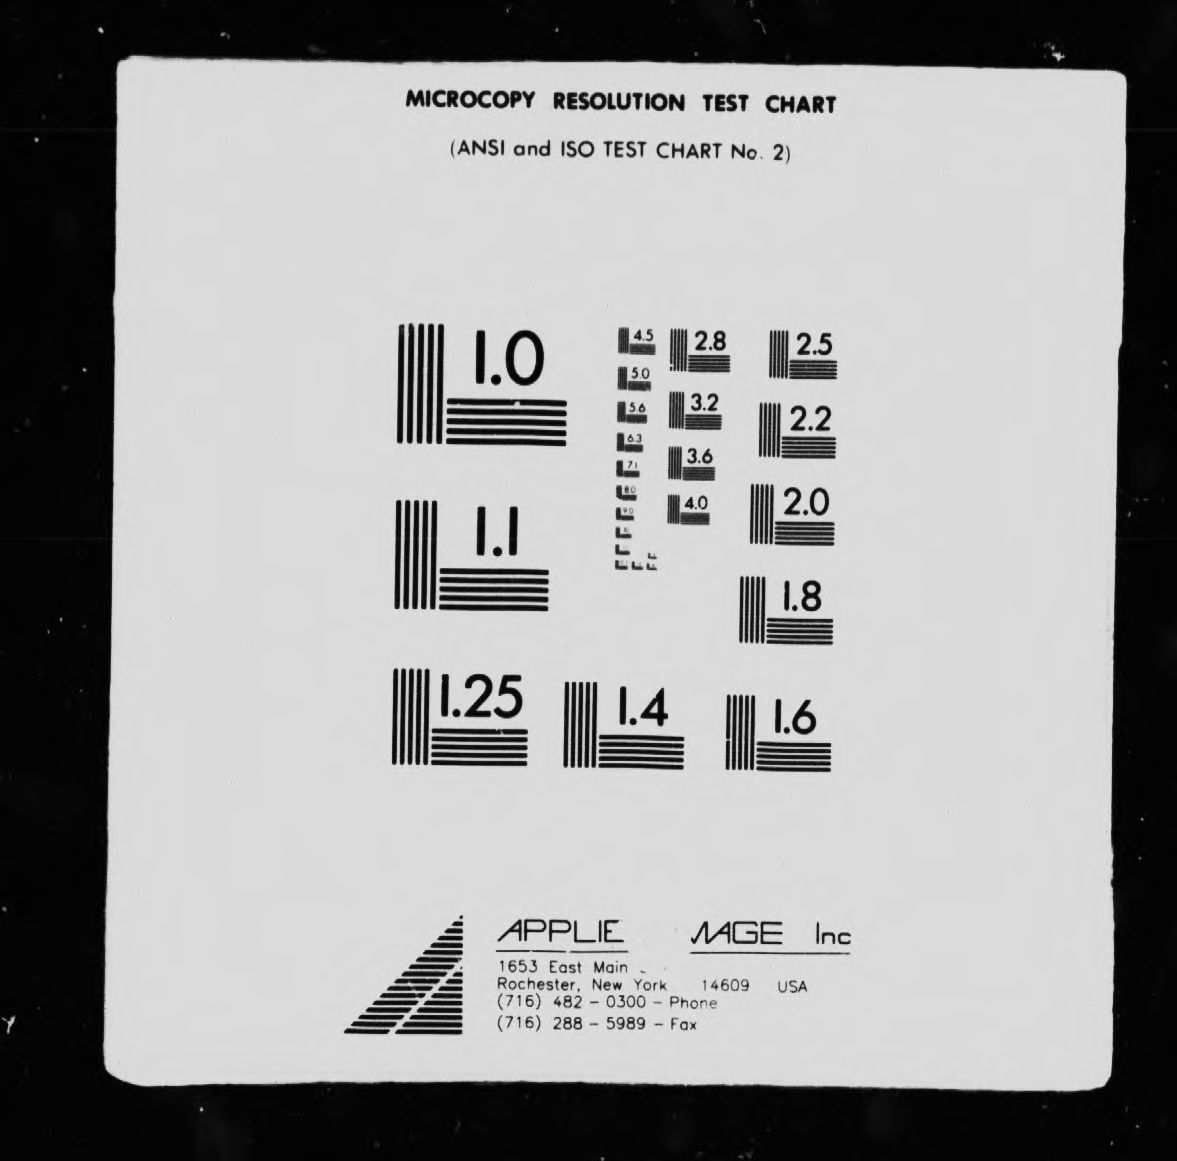 MICROCOPY RESOLUTION TEST CHART
(ANSI and ISO TEST CHART No. 2)
1.0
1.1
1.25
1.4
1.6
1.8
2.0
2.2
2.5
2.8
3.2
3.6
4.0
4.5
5.0
5.6
6.3
7.1
8.0
9.0
APPLIE Inc
1653 East Main
Rochester, New York 14609 USA
(716) 482 - 0300 - Phone
(716) 288 - 5989 - Fax